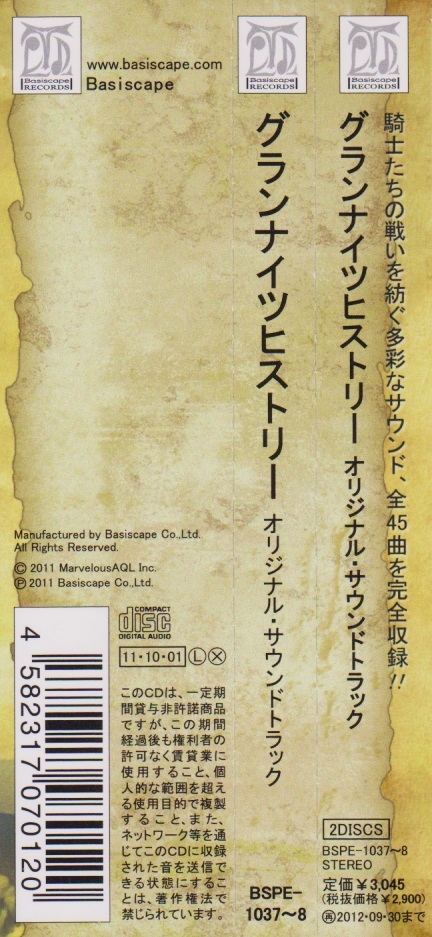 Basiscape
RECORDS
www.basiscape.com
Basiscape
Basiscape
RECORDS
Basiscape
RECORDS
騎士たちの戦いを紡ぐ多彩なサウンド、全45曲を完全収録!!
グランナイツヒストリー オリジナル・サウンドトラック
2DISCS
BSPE-1037~8
STEREO
定価¥3,045
(税抜価格¥2,900)
再2012・09・30まで
グランナイツヒストリー オリジナル・サウンドトラック
BSPE-
1037~8
Manufactured by Basiscape Co.,Ltd.
All Rights Reserved.
© 2011 MarvelousAQL Inc.
℗ 2011 Basiscape Co.,Ltd.
COMPACT
disc
DIGITAL AUDIO
11・10・01 Ⓛ Ⓧ
このCDは、一定期
間貸与非許諾商品
ですが、この期間
経過後も権利者の
許可なく賃貸業に
使用すること、個
人的な範囲を超え
る使用目的で複製
すること、また、
ネットワーク等を通
じてこのCDに収録
された音を送信で
きる状態にするこ
とは、著作権法で
禁じられています。
4 582317 070120